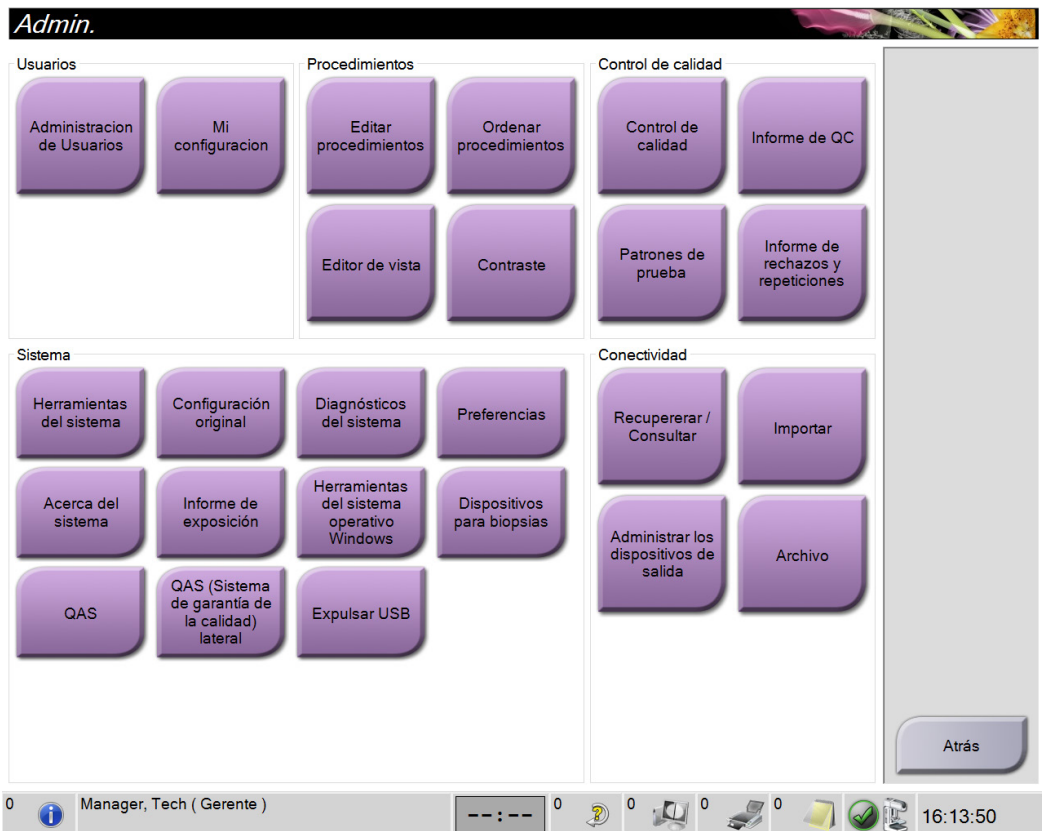 Admin.
Usuarios
Administracion
de Usuarios
Mi
configuracion
Procedimientos
Editar
procedimientos
Ordenar
procedimientos
Editor de vista
Contraste
Control de calidad
Control de
calidad
Informe de QC
Patrones de
prueba
Informe de
rechazos y
repeticiones
Sistema
Herramientas
del sistema
Configuración
original
Diagnósticos
del sistema
Preferencias
Acerca del
sistema
Informe de
exposición
Herramientas
del sistema
operativo
Windows
Dispositivos
para biopsias
QAS
QAS (Sistema
de garantía de
la calidad)
lateral
Expulsar USB
Conectividad
Recupererar /
Consultar
Importar
Administrar los
dispositivos de
salida
Archivo
Atrás
0
Manager, Tech ( Gerente )
--:--
0
0
0
0
16:13:50